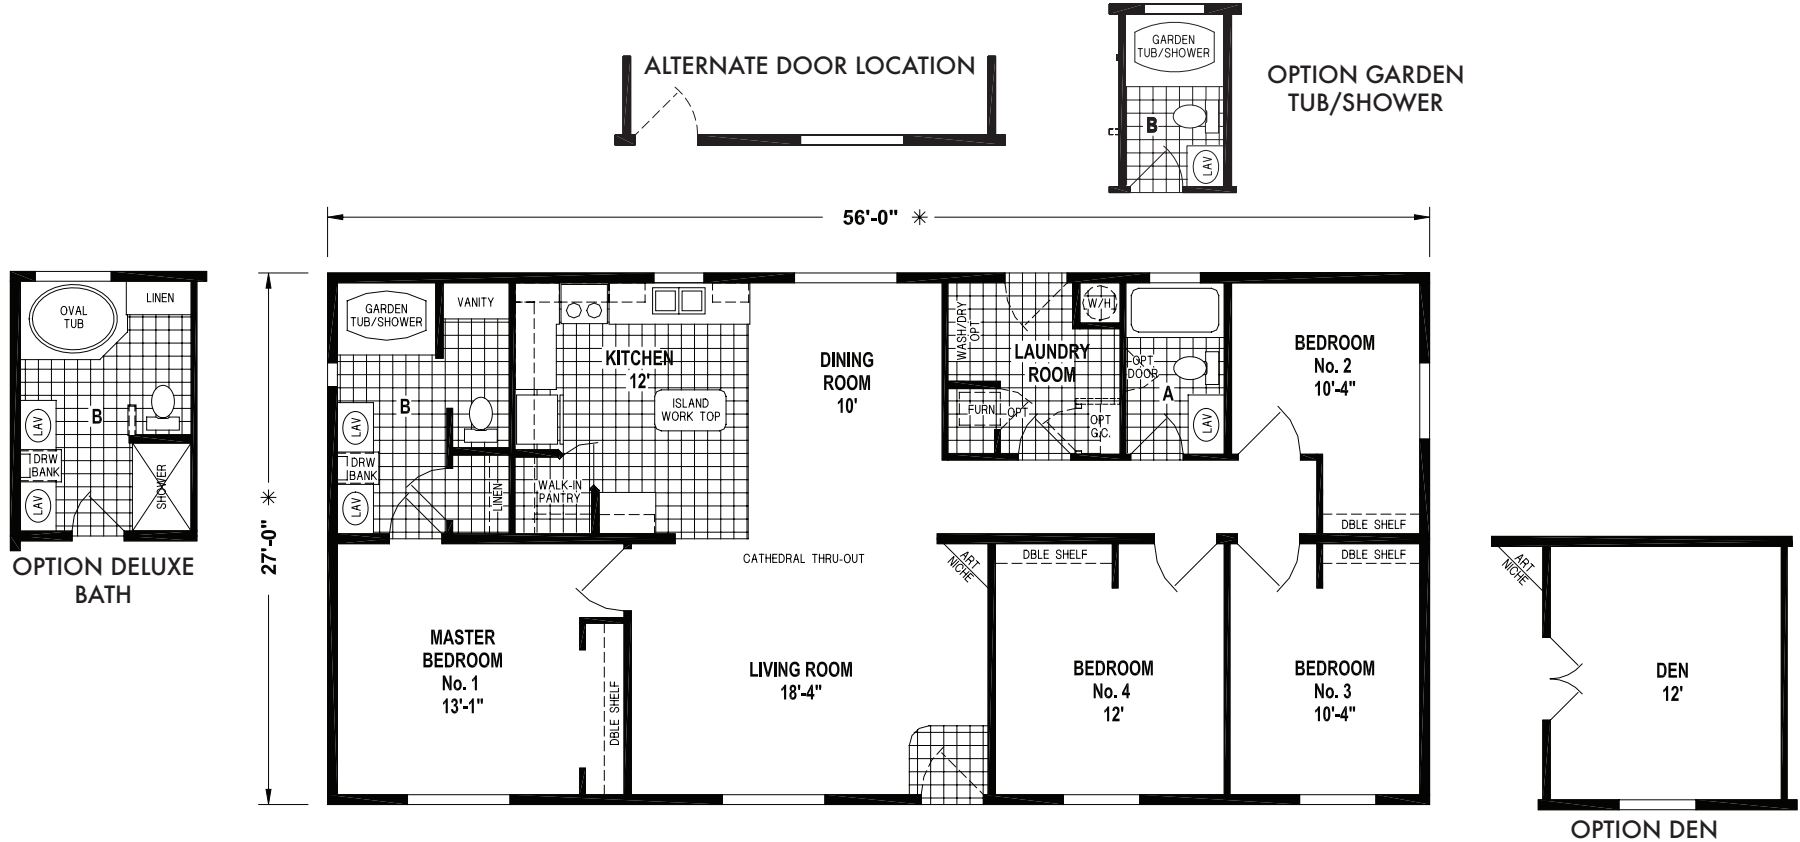 ALTERNATE DOOR LOCATION
GARDEN
TUB/SHOWER
B
LAV
OPTION GARDEN
TUB/SHOWER
56'-0" ✳
27'-0" ✳
OVAL
TUB
LINEN
B
LAV
DRW
BANK
LAV
SHOWER
OPTION DELUXE
BATH
GARDEN
TUB/SHOWER
VANITY
B
LAV
DRW
BANK
LAV
LINEN
KITCHEN
12'
ISLAND
WORK TOP
WALK-IN
PANTRY
DINING
ROOM
10'
WASH/DRY
OPT
W/H
LAUNDRY
ROOM
FURN
OPT
OPT
G.C.
OPT
DOOR
A
LAV
BEDROOM
No. 2
10'-4"
DBLE SHELF
CATHEDRAL THRU-OUT
ART
NICHE
DBLE SHELF
DBLE SHELF
MASTER
BEDROOM
No. 1
13'-1"
DBLE SHELF
LIVING ROOM
18'-4"
BEDROOM
No. 4
12'
BEDROOM
No. 3
10'-4"
ART
NICHE
DEN
12'
OPTION DEN